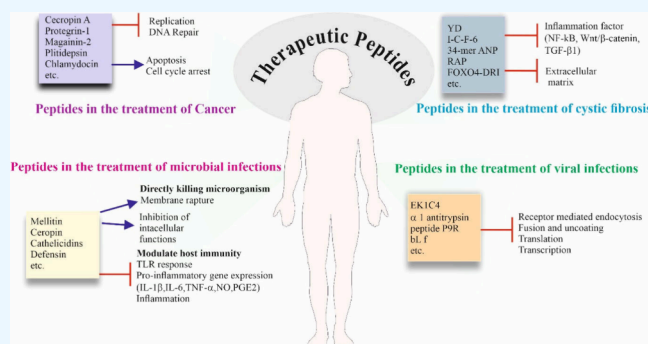 Therapeutic Peptides
Cecropin A
Protegrin-1
Magainin-2
Plitidepsin
Chlamydocin
etc.
Replication
DNA Repair
Apoptosis
Cell cycle arrest
Peptides in the treatment of Cancer
YD
I-C-F-6
34-mer ANP
RAP
FOXO4-DRI
etc.
Inflammation factor
(NF-kB, Wnt/β-catenin,
TGF-β1)
Extracellular
matrix
Peptides in the treatment of cystic fibrosis
Peptides in the treatment of microbial infections
Mellitin
Ceropin
Cathelicidins
Defensin
etc.
Directly killing microorganism
Membrane rapture
Inhibition of
intacellular
functions
Modulate host immunity
TLR response
Pro-inflammatory gene expression
(IL-1β,IL-6,TNF-α,NO,PGE2)
Inflammation
Peptides in the treatment of viral infections
EK1C4
α 1 antitrypsin
peptide P9R
bL f
etc.
Receptor mediated endocytosis
Fusion and uncoating
Translation
Transcription